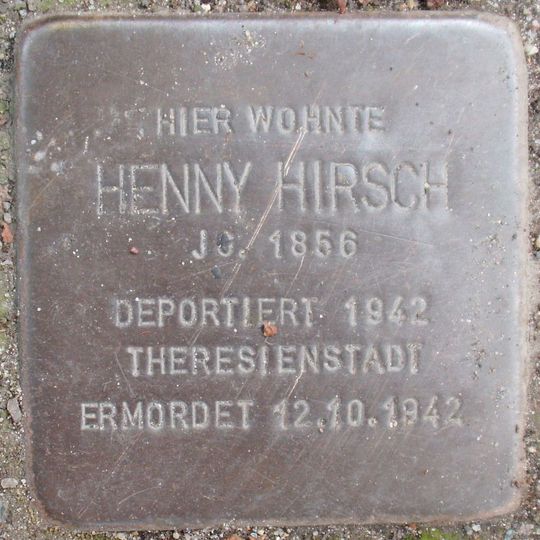 HIER WOHNTE
HENNY HIRSCH
JG. 1856
DEPORTIERT 1942
THERESIENSTADT
ERMORDET 12.10.1942